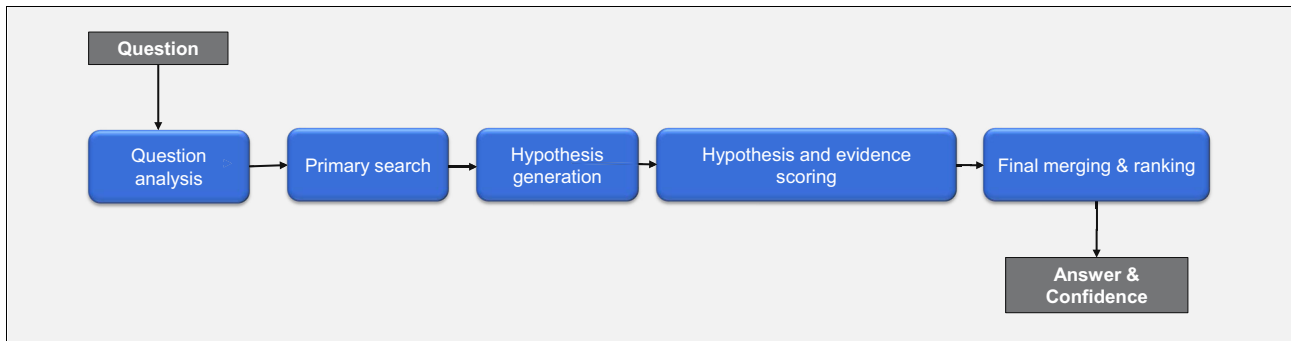 Question
Question
analysis
Primary search
Hypothesis
generation
Hypothesis and evidence
scoring
Final merging & ranking
Answer &
Confidence